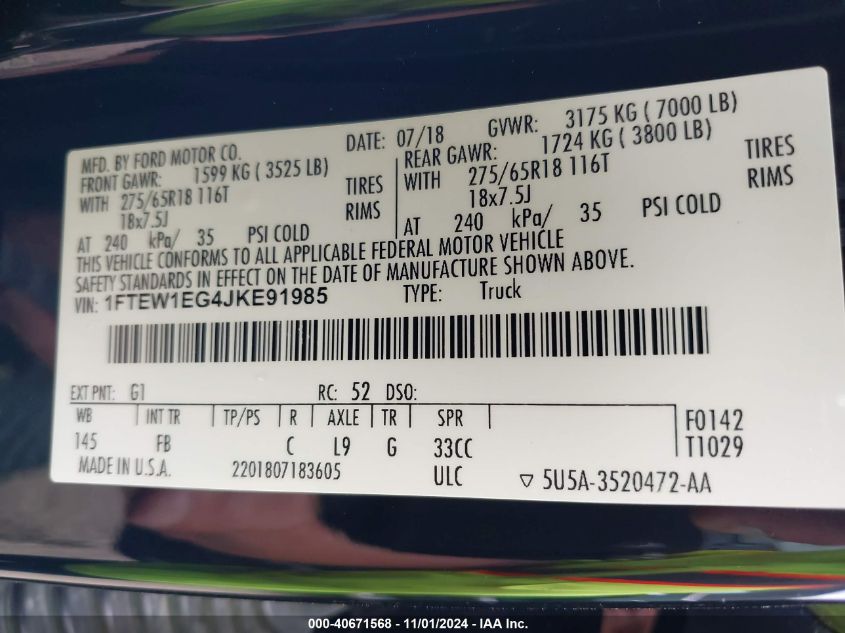 MFD. BY FORD MOTOR CO. DATE: 07/18 GVWR: 3175 KG ( 7000 LB)
FRONT GAWR: 1599 KG ( 3525 LB) REAR GAWR: 1724 KG ( 3800 LB)
WITH 275/65R18 116T TIRES WITH 275/65R18 116T TIRES
18x7.5J RIMS 18x7.5J RIMS
AT 240 kPa/ 35 PSI COLD AT 240 kPa/ 35 PSI COLD
THIS VEHICLE CONFORMS TO ALL APPLICABLE FEDERAL MOTOR VEHICLE
SAFETY STANDARDS IN EFFECT ON THE DATE OF MANUFACTURE SHOWN ABOVE.
VIN: 1FTEW1EG4JKE91985 TYPE: Truck
EXT PNT: G1 RC: 52 DSO:
WB INT TR TP/PS R AXLE TR SPR F0142
145 FB C L9 G 33CC T1029
MADE IN U.S.A. 2201807183605 ULC ▽ 5U5A-3520472-AA
000-40671568 - 11/01/2024 - IAA Inc.